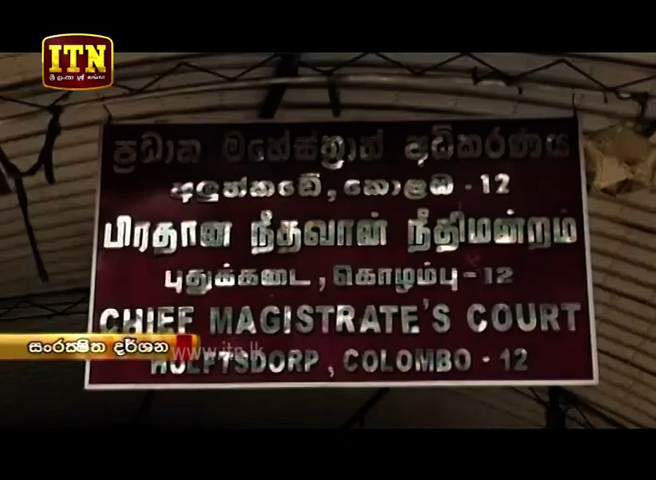 ITN
ශ්‍රී ලංකා පුත් හොඳම
ප්‍රධාන මහේස්ත්‍රාත් අධිකරණය
අලුත්කඩේ, කොළඹ - 12
பிரதான நீதவான் நீதிமன்றம்
புதுக்கடை, கொழும்பு - 12
CHIEF MAGISTRATE'S COURT
HULFTSDORP, COLOMBO - 12
සංරක්ෂිත දර්ශන
www.itn.lk